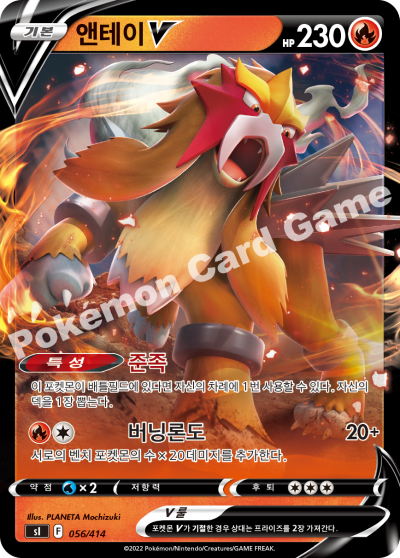 기본 앤테이 V HP 230
Pokémon Card Game
특성 준족
이 포켓몬이 배틀필드에 있다면 자신의 차례에 1번 사용할 수 있다. 자신의
덱을 1장 뽑는다.
버닝론도 20+
서로의 벤치 포켓몬의 수 × 20데미지를 추가한다.
약점 × 2 저항력 후퇴
V 룰
포켓몬 V가 기절한 경우 상대는 프라이즈를 2장 가져간다.
Illus. PLANETA Mochizuki
sI F 056/414
©2022 Pokémon/Nintendo/Creatures/GAME FREAK.